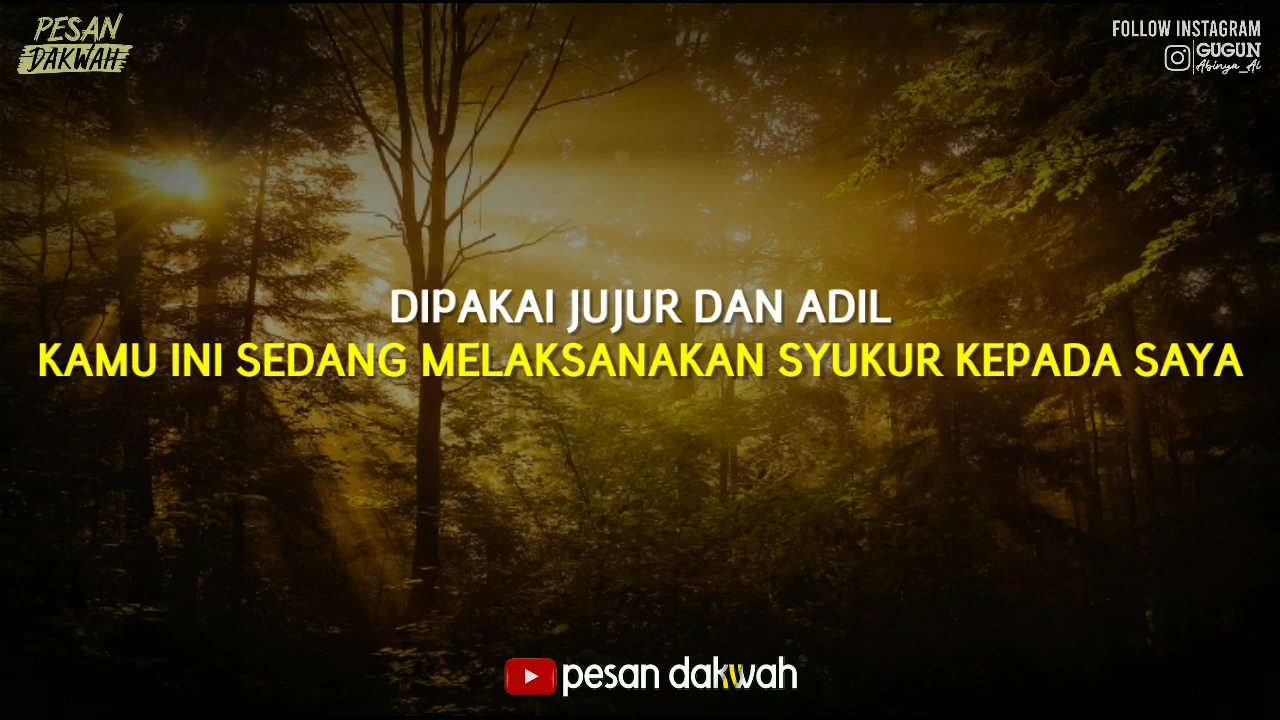 PESAN
DAKWAH
FOLLOW INSTAGRAM
GUGUN
Abinya_Al
DIPAKAI JUJUR DAN ADIL
KAMU INI SEDANG MELAKSANAKAN SYUKUR KEPADA SAYA
pesan dakwah